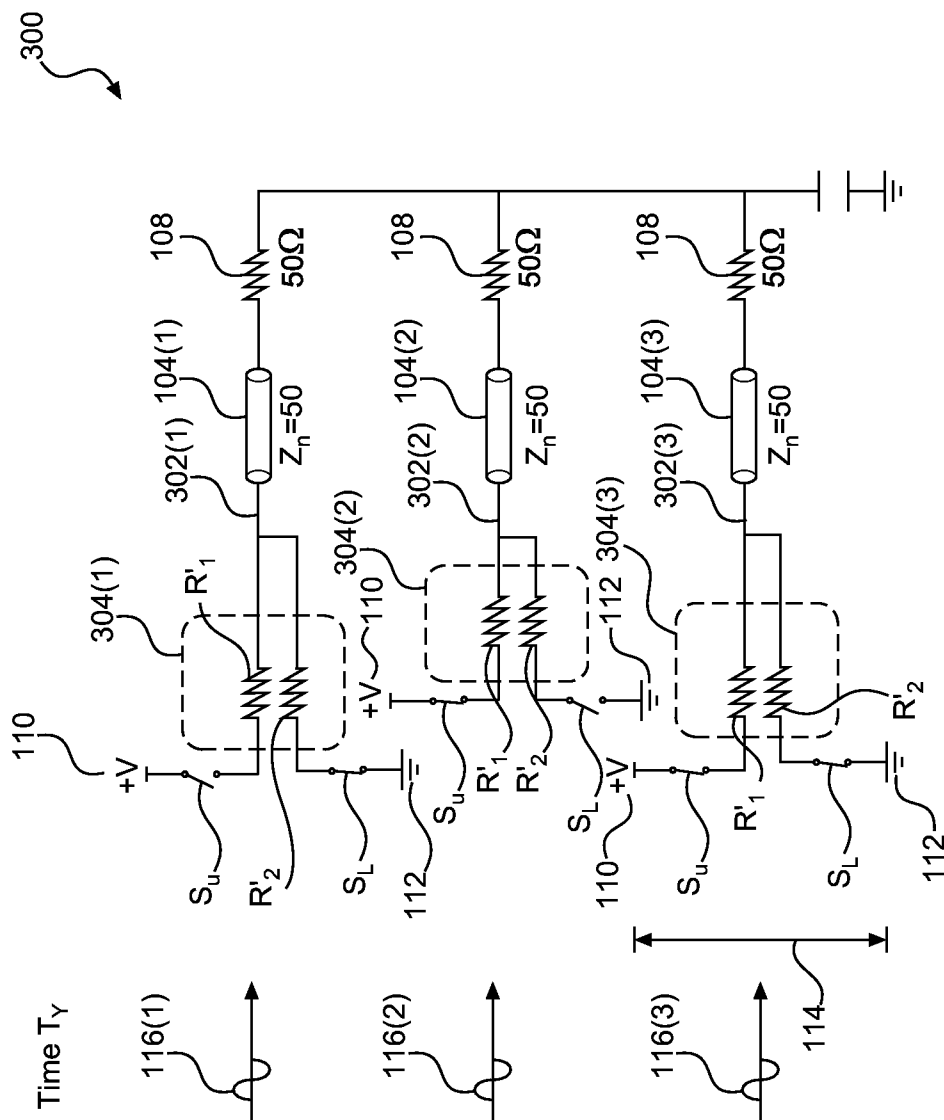 300
Time T_Y
116(1)
110
+V
S_u
304(1)
R'_1
R'_2
S_L
112
302(1)
104(1)
Z_n=50
108
50Ω
116(2)
110
+V
S_u
304(2)
R'_1
R'_2
S_L
112
302(2)
104(2)
Z_n=50
108
50Ω
116(3)
114
110
+V
S_u
304(3)
R'_1
R'_2
S_L
112
302(3)
104(3)
Z_n=50
108
50Ω